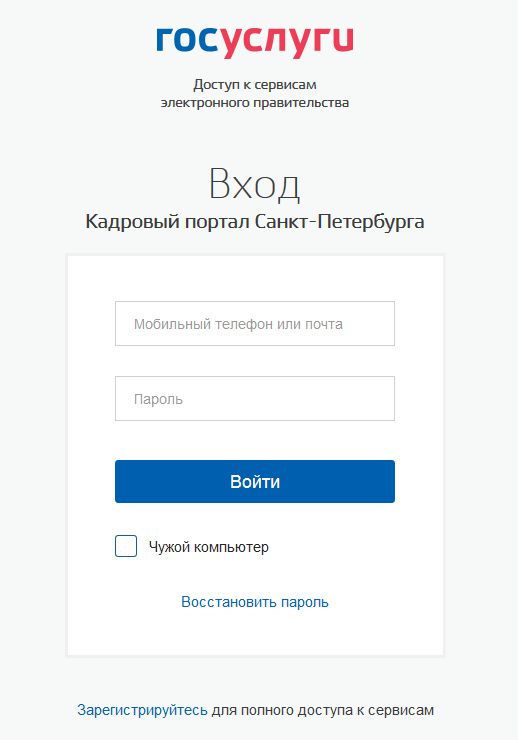 госуслуги
Доступ к сервисам
электронного правительства
Вход
Кадровый портал Санкт-Петербурга
Мобильный телефон или почта
Пароль
Войти
Чужой компьютер
Восстановить пароль
Зарегистрируйтесь для полного доступа к сервисам